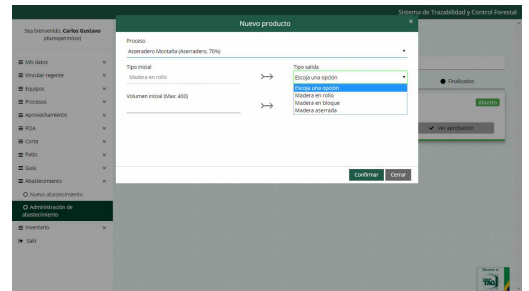 Sistema de Trazabilidad y Control Forestal
Sea bienvenido, Carlos Gustavo
Mis datos
Vincular regente
Equipos
Procesos
Aprovechamiento
POA
Corta
Patio
Guía
Abastecimiento
Nuevo abastecimiento
Administración de
abastecimiento
Inventario
Salir
Nuevo producto
×
Proceso
Asserradero Montaña (Aserradero, 70%)
Tipo inicial
Madera en rollo
Tipo salida
Escoja una opción
Escoja una opción
Madera en rollo
Madera en bloque
Madera aserrada
Volumen inicial (Max: 400)
Confirmar
Cerrar
Finalizados
Abierto
Ver aprobación
TAG